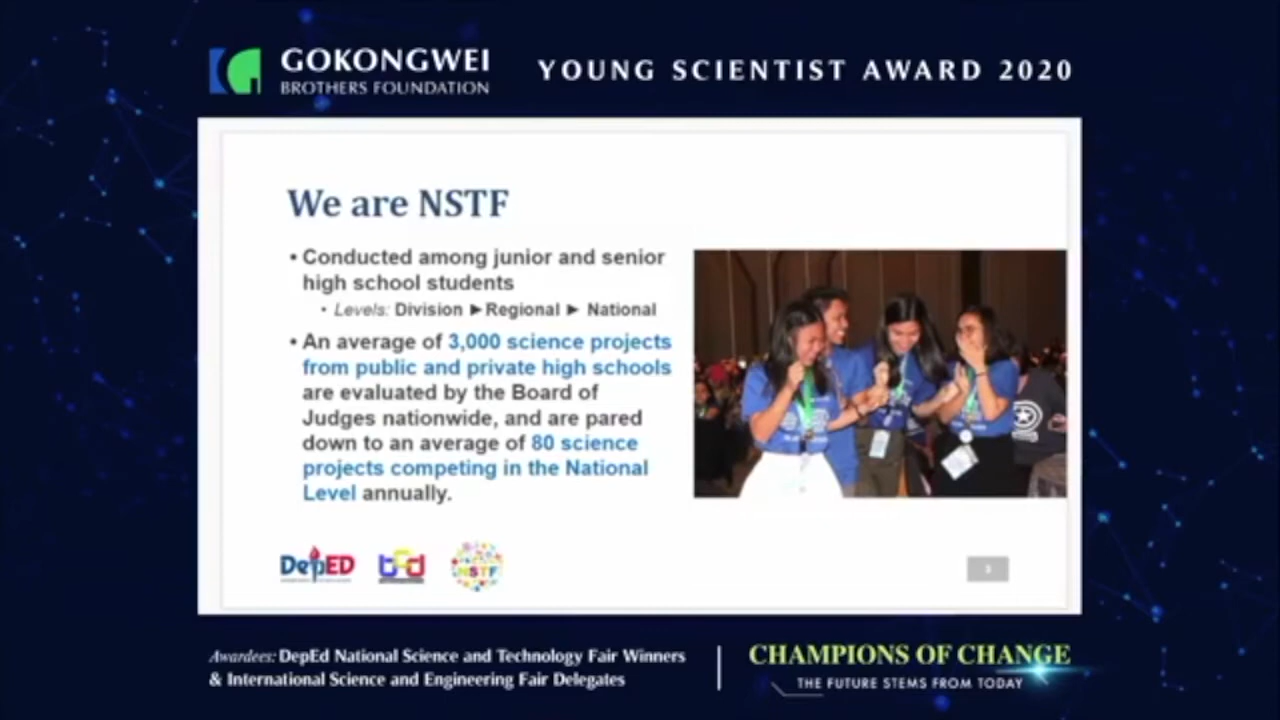 GOKONGWEI
BROTHERS FOUNDATION
YOUNG SCIENTIST AWARD 2020
We are NSTF
• Conducted among junior and senior
high school students
• Levels: Division ►Regional ► National
• An average of 3,000 science projects
from public and private high schools
are evaluated by the Board of
Judges nationwide, and are pared
down to an average of 80 science
projects competing in the National
Level annually.
DepED
NSTF
Awardees: DepEd National Science and Technology Fair Winners
& International Science and Engineering Fair Delegates
CHAMPIONS OF CHANGE
THE FUTURE STEMS FROM TODAY